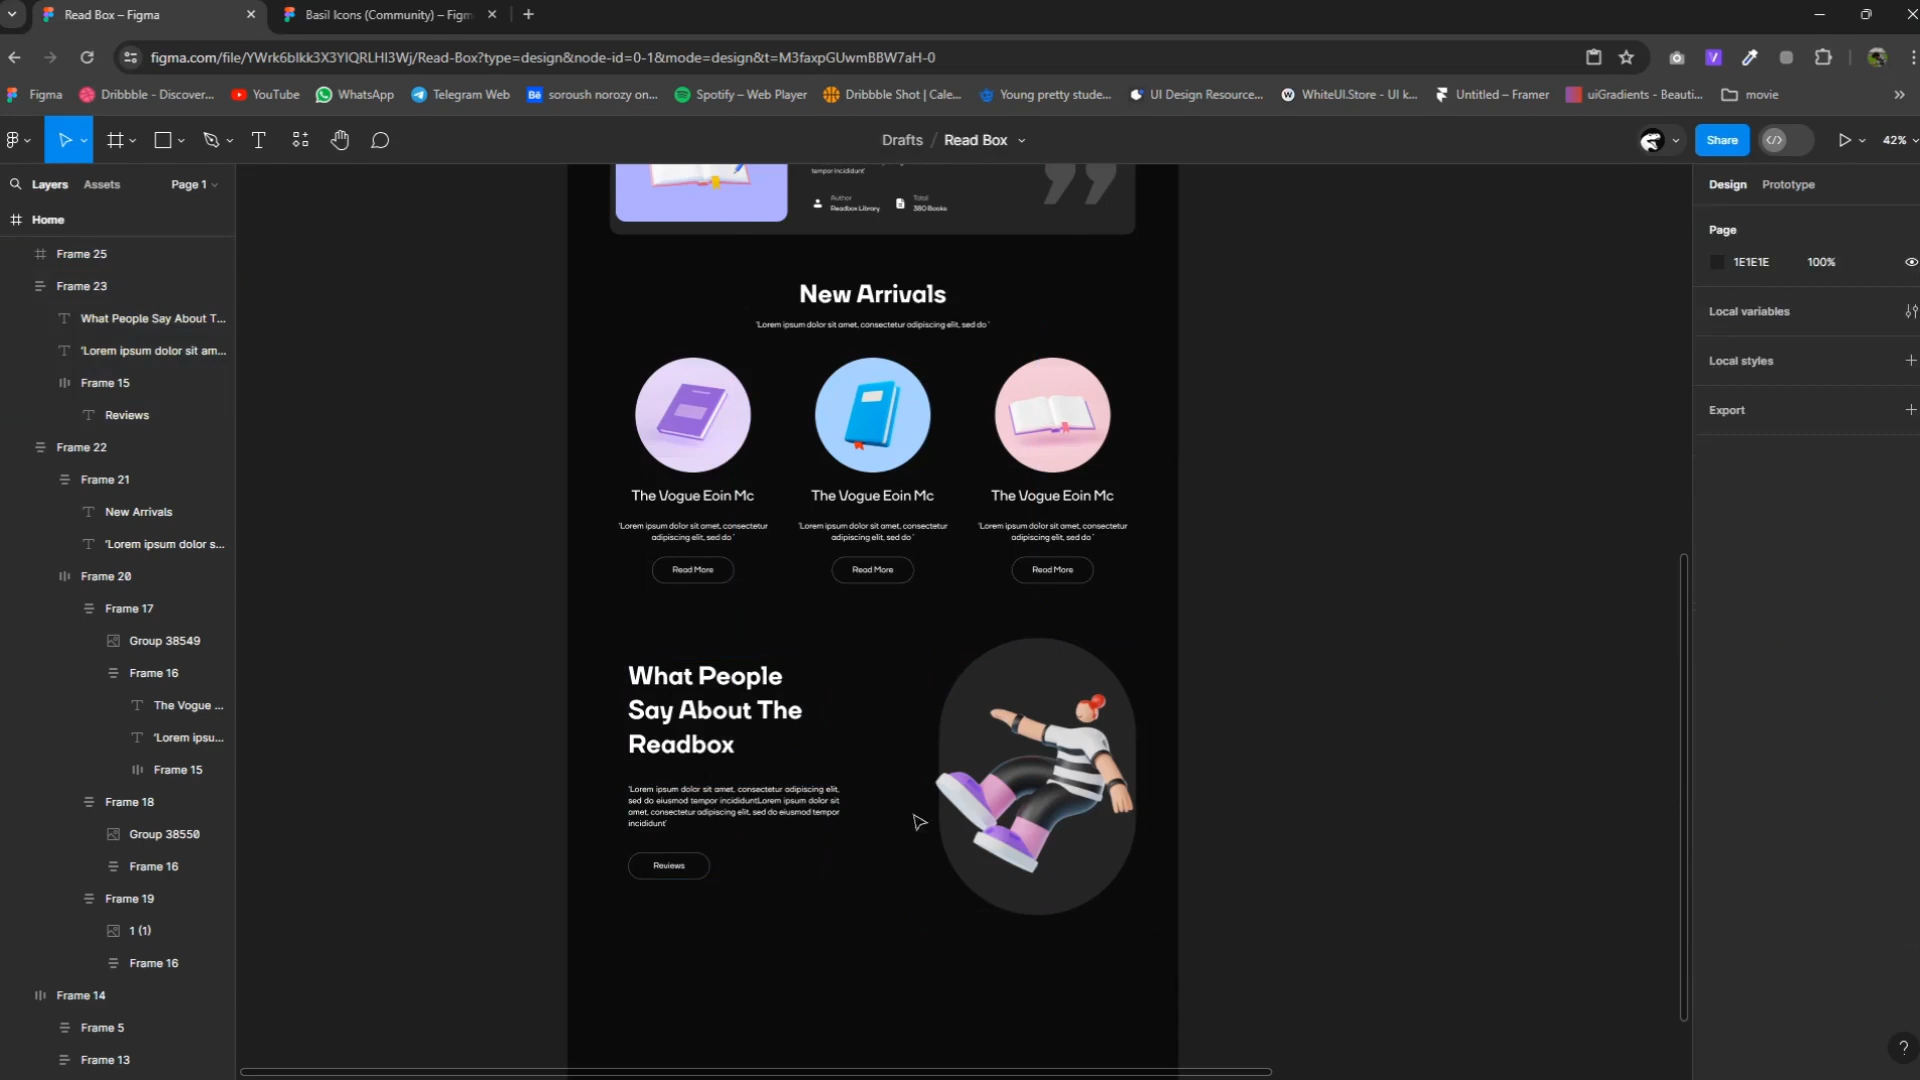 Read Box – Figma
Basil Icons (Community) – Figm
figma.com/file/YWrk6blkk3X3YIQRLHI3Wj/Read-Box?type=design&node-id=0-1&mode=design&t=M3faxpGUwmBBW7aH-0
Figma
Dribbble - Discover...
YouTube
WhatsApp
Telegram Web
Bē
soroush norozy on...
Spotify – Web Player
Dribbble Shot | Cale...
Young pretty stude...
UI Design Resource...
WhiteUI.Store - UI k...
Untitled – Framer
uiGradients - Beauti...
movie
Drafts / Read Box
Share
42%
Layers
Assets
Page 1
Home
Frame 25
Frame 23
What People Say About T...
'Lorem ipsum dolor sit am...
Frame 15
Reviews
Frame 22
Frame 21
New Arrivals
'Lorem ipsum dolor s...
Frame 20
Frame 17
Group 38549
Frame 16
The Vogue ...
'Lorem ipsu...
Frame 15
Frame 18
Group 38550
Frame 16
Frame 19
1 (1)
Frame 16
Frame 14
Frame 5
Frame 13
tempor incididunt'
Author
Readbox Library
Total
380 Books
New Arrivals
'Lorem ipsum dolor sit amet, consectetur adipiscing elit, sed do '
The Vogue Eoin Mc
'Lorem ipsum dolor sit amet, consectetur
adipiscing elit, sed do '
Read More
The Vogue Eoin Mc
'Lorem ipsum dolor sit amet, consectetur
adipiscing elit, sed do '
Read More
The Vogue Eoin Mc
'Lorem ipsum dolor sit amet, consectetur
adipiscing elit, sed do '
Read More
What People
Say About The
Readbox
'Lorem ipsum dolor sit amet, consectetur adipiscing elit,
sed do eiusmod tempor incididuntLorem ipsum dolor sit
amet, consectetur adipiscing elit, sed do eiusmod tempor
incididunt'
Reviews
Design
Prototype
Page
1E1E1E
100%
Local variables
Local styles
Export
?